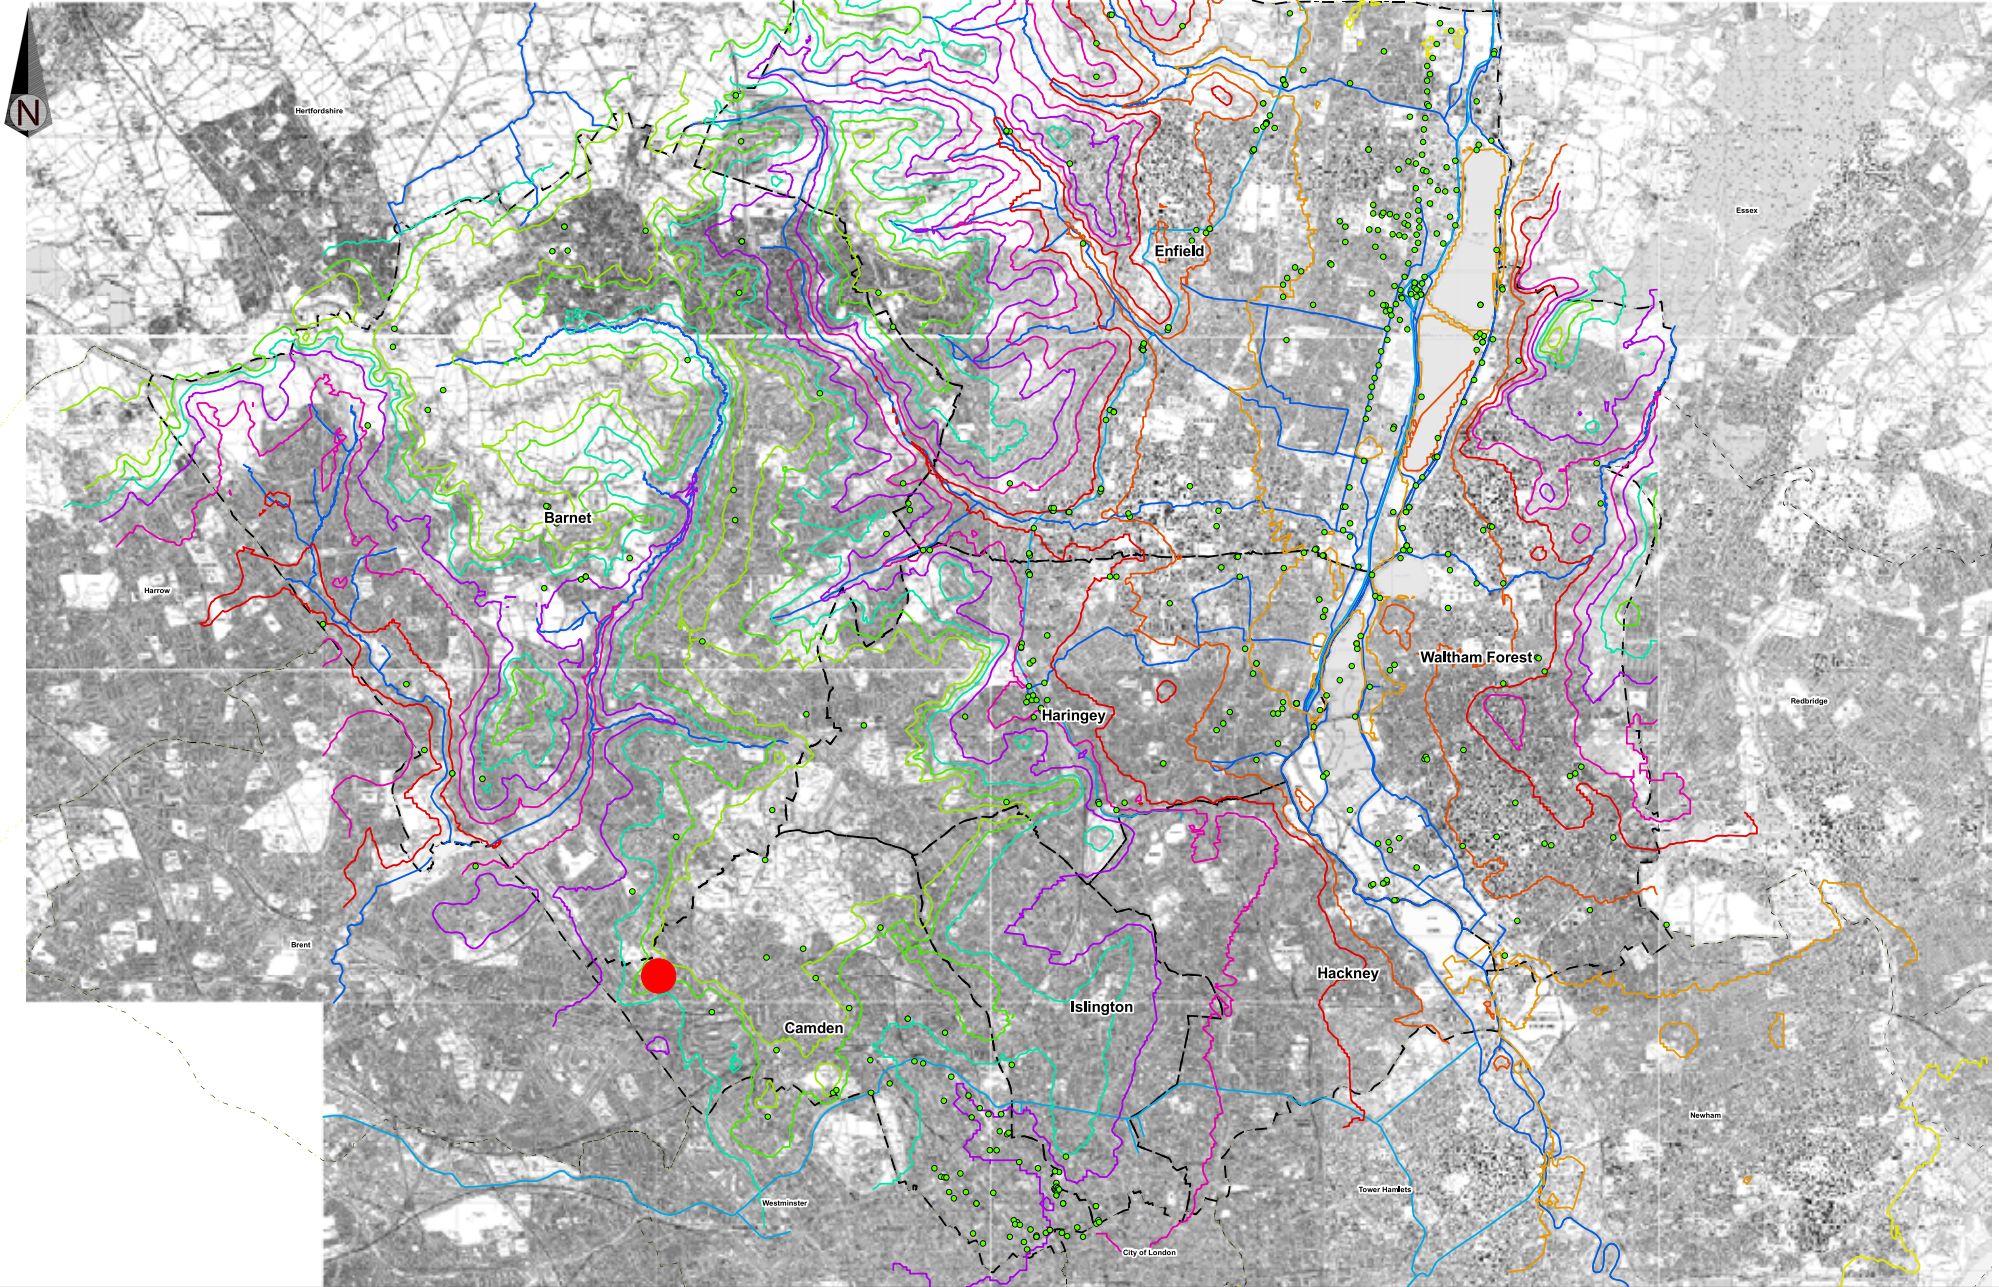 N
Hertfordshire
Essex
Enfield
Barnet
Harrow
Waltham Forest
Redbridge
Haringey
Brent
Hackney
Islington
Camden
Newham
Tower Hamlets
Westminster
City of London